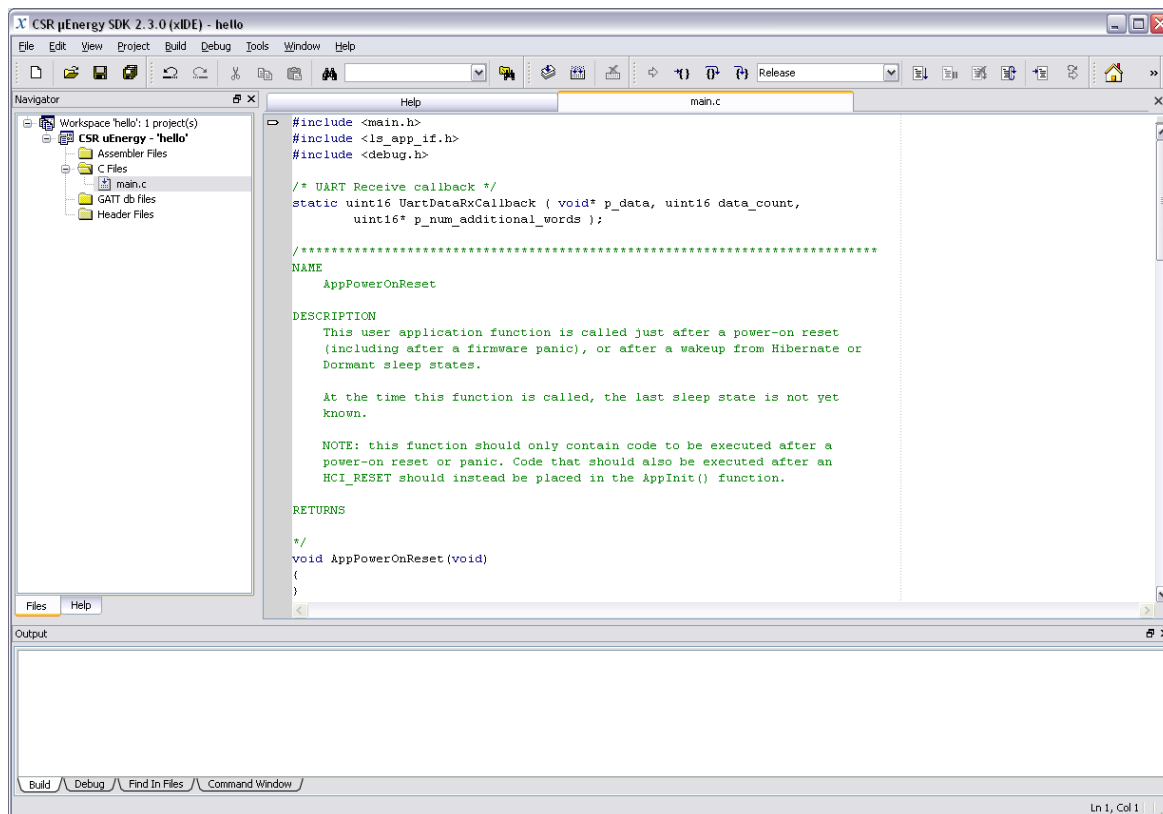 CSR µEnergy SDK 2.3.0 (xIDE) - hello
File Edit View Project Build Debug Tools Window Help
Release
Navigator
Help
main.c
Workspace 'hello': 1 project(s)
CSR uEnergy - 'hello'
Assembler Files
C Files
main.c
GATT db files
Header Files
#include <main.h>
#include <ls_app_if.h>
#include <debug.h>
/* UART Receive callback */
static uint16 UartDataRxCallback ( void* p_data, uint16 data_count,
uint16* p_num_additional_words );
/****************************************************************************
NAME
AppPowerOnReset
DESCRIPTION
This user application function is called just after a power-on reset
(including after a firmware panic), or after a wakeup from Hibernate or
Dormant sleep states.
At the time this function is called, the last sleep state is not yet
known.
NOTE: this function should only contain code to be executed after a
power-on reset or panic. Code that should also be executed after an
HCI_RESET should instead be placed in the AppInit() function.
RETURNS
*/
void AppPowerOnReset(void)
{
}
Files Help
Output
Build Debug Find In Files Command Window
Ln 1, Col 1